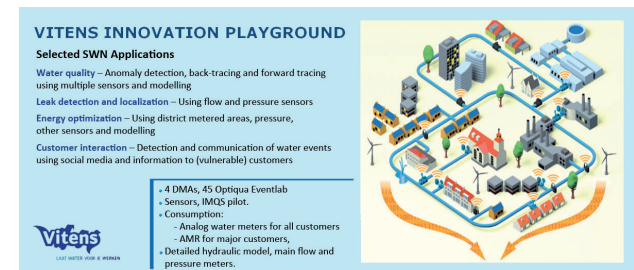 VITENS INNOVATION PLAYGROUND
Selected SWN Applications
Water quality – Anomaly detection, back-tracing and forward tracing
using multiple sensors and modelling
Leak detection and localization – Using flow and pressure sensors
Energy optimization – Using district metered areas, pressure,
other sensors and modelling
Customer interaction – Detection and communication of water events
using social media and information to (vulnerable) customers
• 4 DMAs, 45 Optiqua Eventlab
• Sensors, IMQS pilot.
• Consumption:
- Analog water meters for all customers
- AMR for major customers,
• Detailed hydraulic model, main flow and
pressure meters.
Vitens
LAAT WATER VOOR U WERKEN